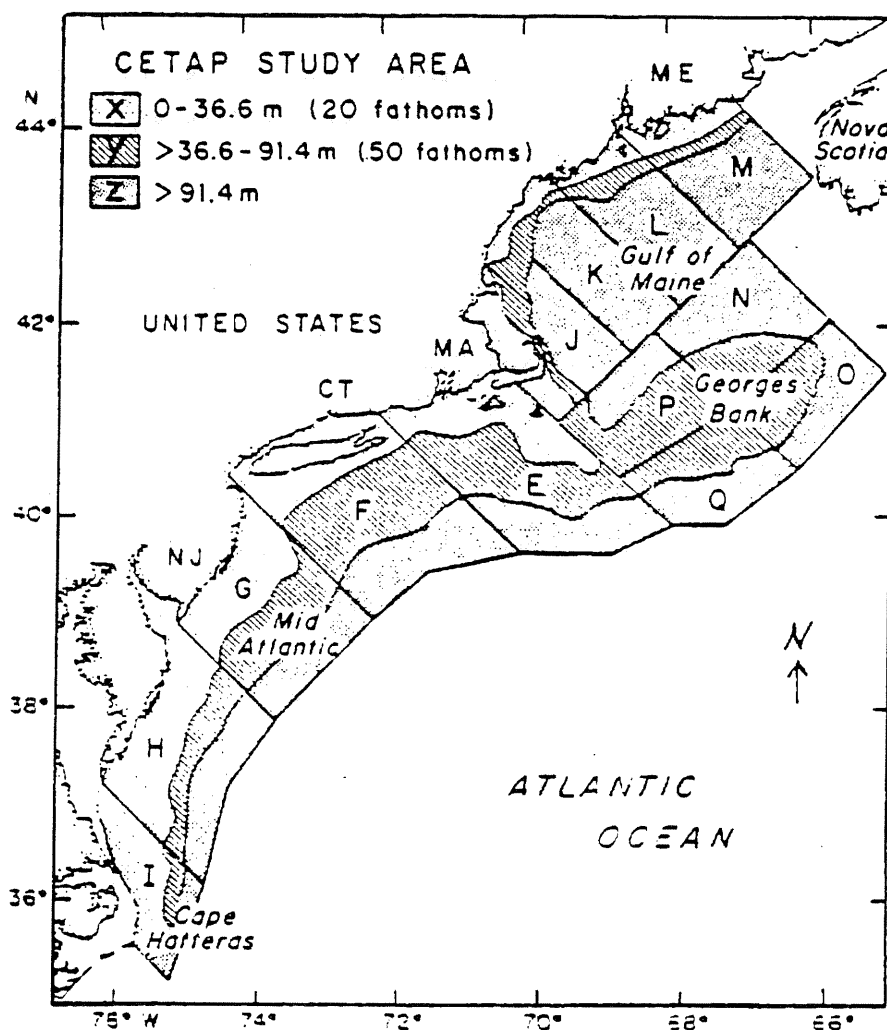 CETAP STUDY AREA
X 0-36.6 m (20 fathoms)
Y >36.6-91.4 m (50 fathoms)
Z >91.4 m
N
44°
42°
40°
38°
36°
76° W
74°
72°
70°
68°
66°
ME
Nova
Scotia
M
L
Gulf of
Maine
K
N
J
UNITED STATES
MA
CT
O
P
Georges
Bank
E
F
Q
NJ
G
Mid
Atlantic
N
H
ATLANTIC
OCEAN
I
Cape
Hatteras